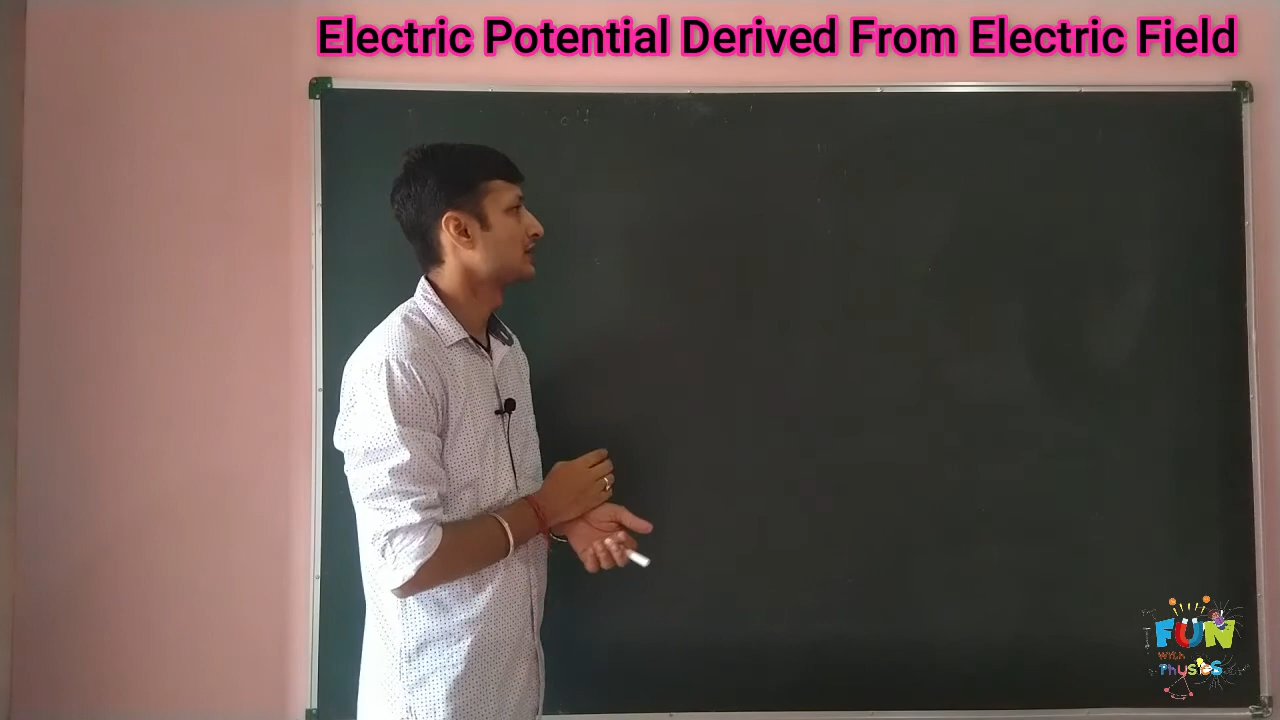 Electric Potential Derived From Electric Field
FUN
With
PhysicS